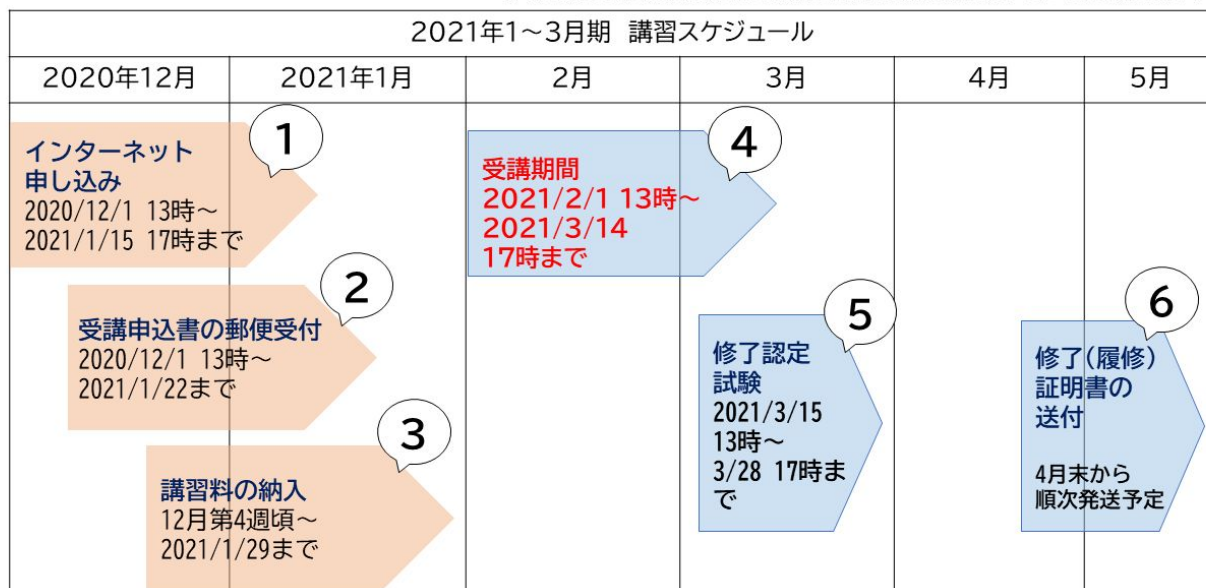 2021年1～3月期 講習スケジュール
2020年12月
2021年1月
2月
3月
4月
5月
1
インターネット
申し込み
2020/12/1 13時～
2021/1/15 17時まで
2
受講申込書の郵便受付
2020/12/1 13時～
2021/1/22まで
3
講習料の納入
12月第4週頃～
2021/1/29まで
4
受講期間
2021/2/1 13時～
2021/3/14
17時まで
5
修了認定
試験
2021/3/15
13時～
3/28 17時ま
で
6
修了(履修)
証明書の
送付
4月末から
順次発送予定